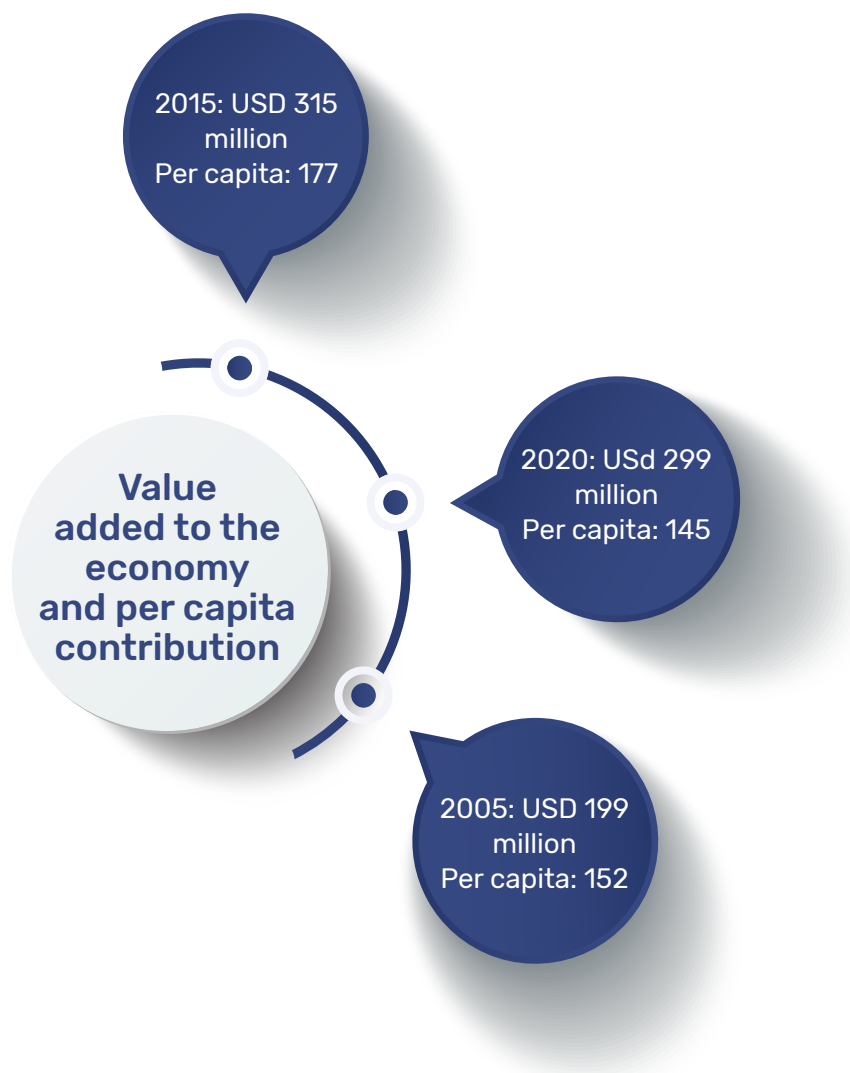 2015: USD 315
million
Per capita: 177
Value
added to the
economy
and per capita
contribution
2020: USd 299
million
Per capita: 145
2005: USD 199
million
Per capita: 152